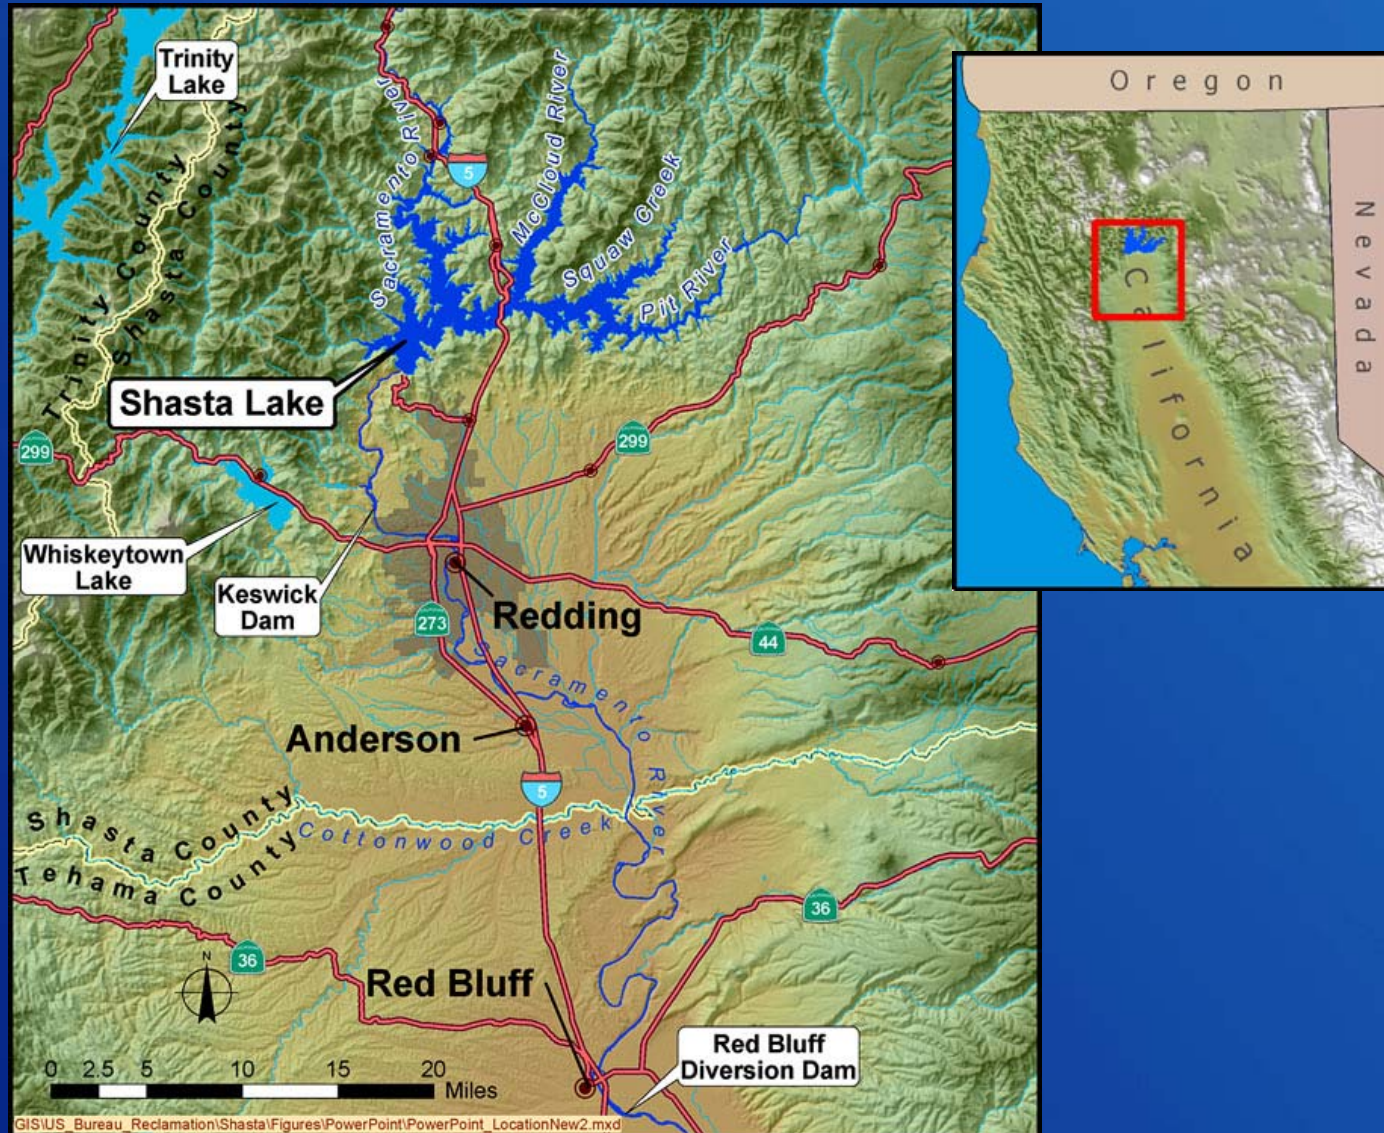 Trinity
Lake
Sacramento River
5
McCloud River
Squaw Creek
Pit River
Trinity County
Shasta County
Shasta Lake
299
299
Whiskeytown
Lake
Keswick
Dam
Redding
273
44
Sacramento River
Anderson
5
Shasta County
Cottonwood Creek
Tehama County
36
36
N
Red Bluff
Red Bluff
Diversion Dam
0 2.5 5 10 15 20
Miles
GIS\US_Bureau_Reclamation\Shasta\Figures\PowerPoint\PowerPoint_LocationNew2.mxd
Oregon
Nevada
California